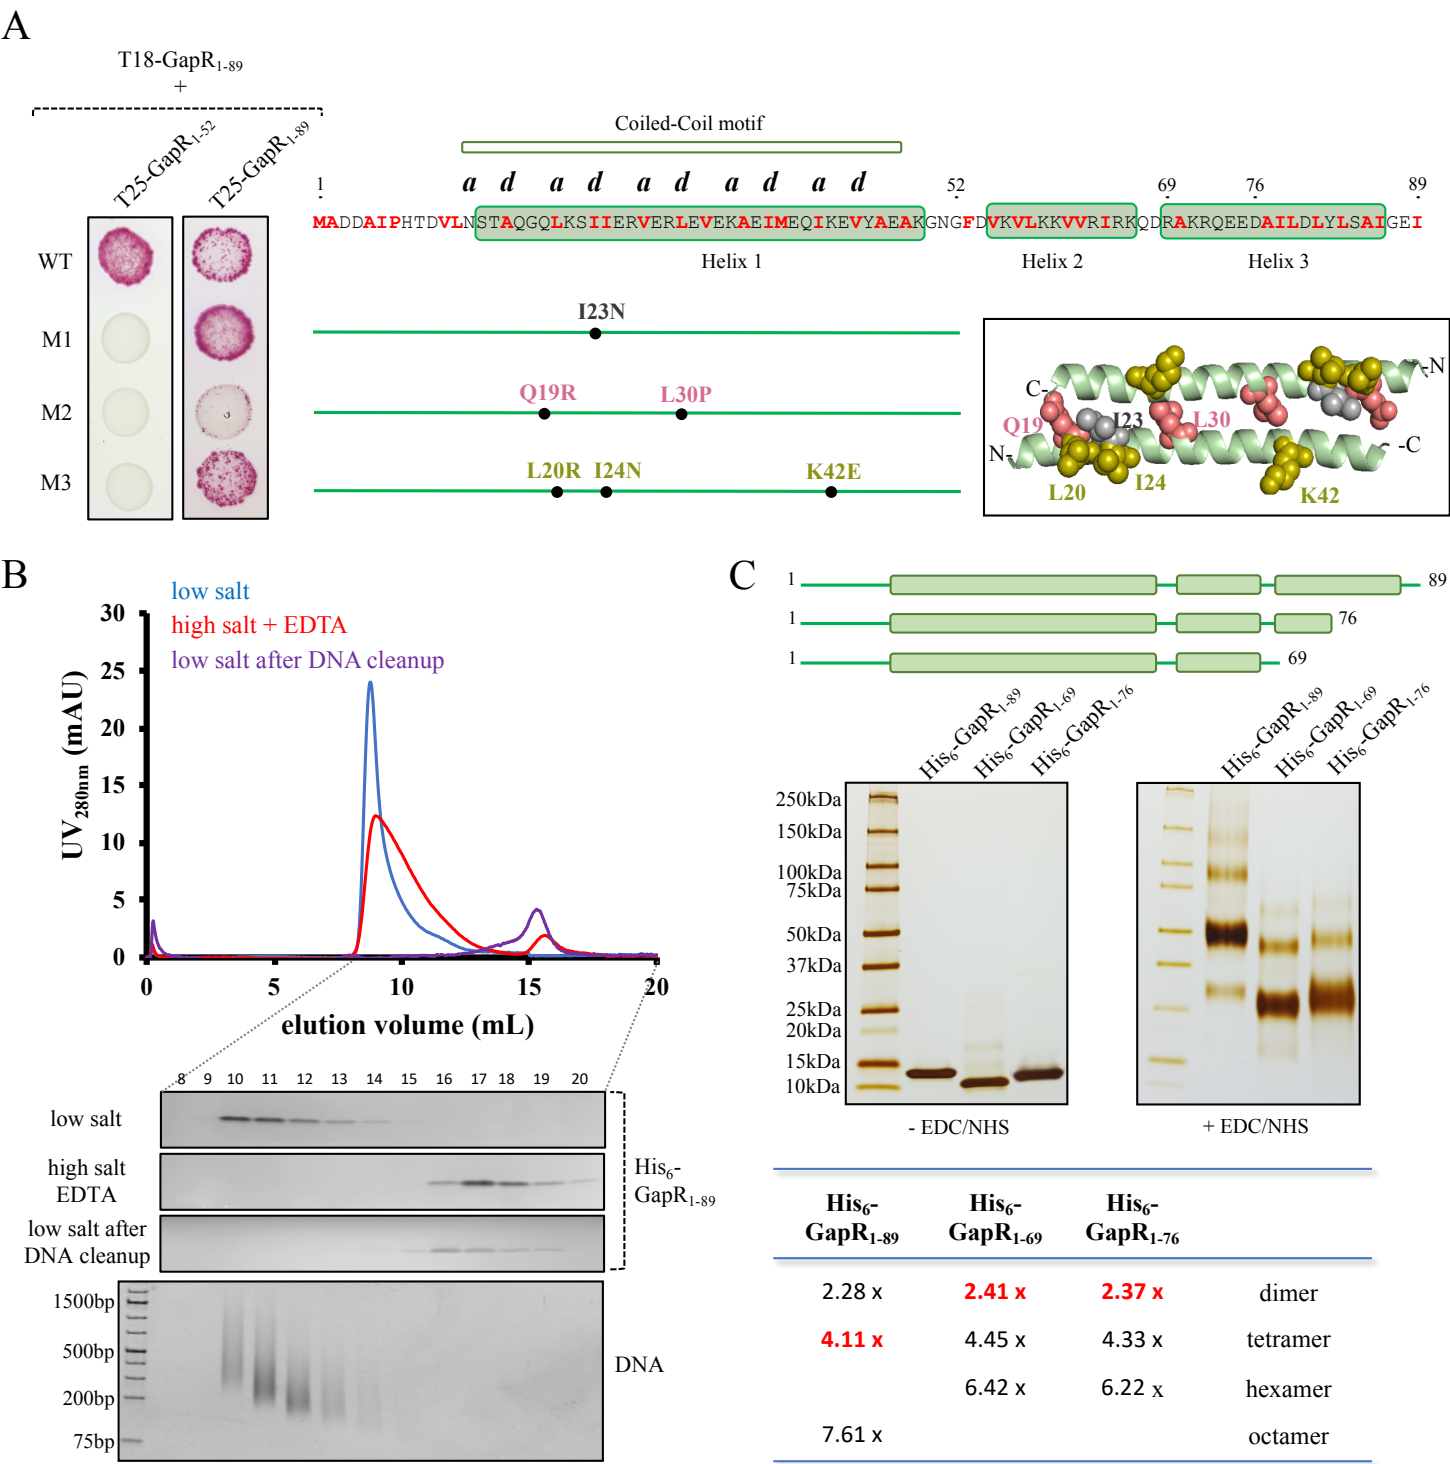 A
T18-GapR1-89
+
T25-GapR1-52
T25-GapR1-89
WT
M1
M2
M3
Coiled-Coil motif
1 a d a d a d a d a d 52 69 76 89
MADDAIPHTDVLNSTAQGQLKSIIERVERLEVEKAEIMEQIKEVYAEAKGNGFDVKVLKKVVRIRKQDRAKRQEEDAILDLYLSAIGEI
Helix 1 Helix 2 Helix 3
I23N
Q19R L30P
L20R I24N K42E
C- -N
Q19 I23 L30
N- -C
L20 I24 K42
B
low salt
high salt + EDTA
low salt after DNA cleanup
UV280nm (mAU)
30
25
20
15
10
5
0
0 5 10 15 20
elution volume (mL)
8 9 10 11 12 13 14 15 16 17 18 19 20
low salt
high salt
EDTA
low salt after
DNA cleanup
His6-
GapR1-89
1500bp
500bp
200bp
75bp
DNA
C
1 89
1 76
1 69
His6-GapR1-89
His6-GapR1-69
His6-GapR1-76
His6-GapR1-89
His6-GapR1-69
His6-GapR1-76
250kDa
150kDa
100kDa
75kDa
50kDa
37kDa
25kDa
20kDa
15kDa
10kDa
- EDC/NHS
+ EDC/NHS
His6- His6- His6-
GapR1-89 GapR1-69 GapR1-76
2.28 x 2.41 x 2.37 x dimer
4.11 x 4.45 x 4.33 x tetramer
6.42 x 6.22 x hexamer
7.61 x octamer